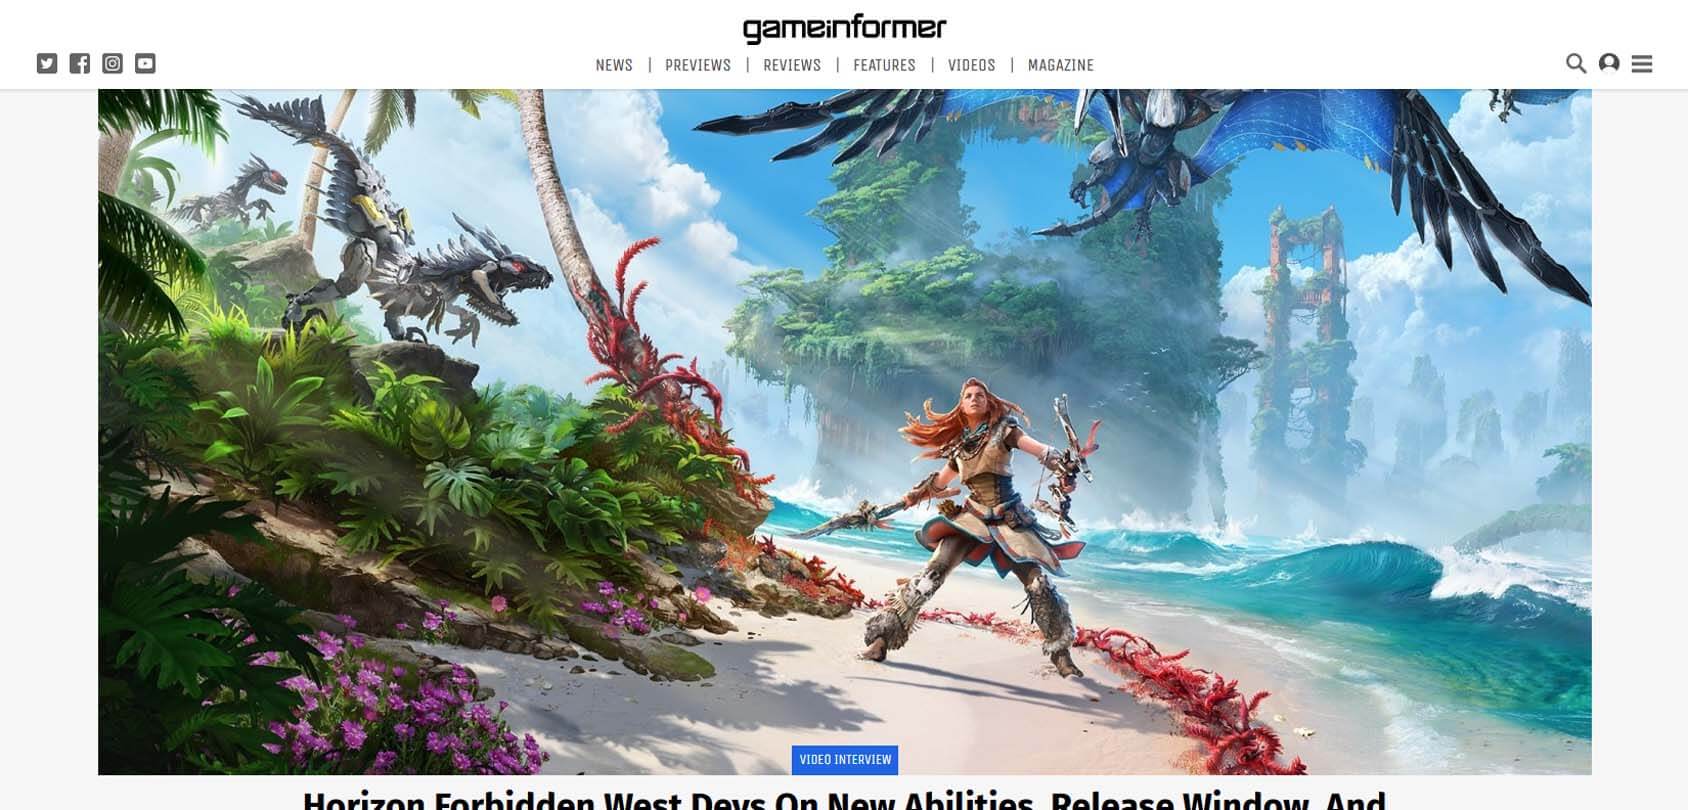 gameinformer
NEWS | PREVIEWS | REVIEWS | FEATURES | VIDEOS | MAGAZINE
VIDEO INTERVIEW
Horizon Forbidden West Devs On New Abilities, Release Window, And